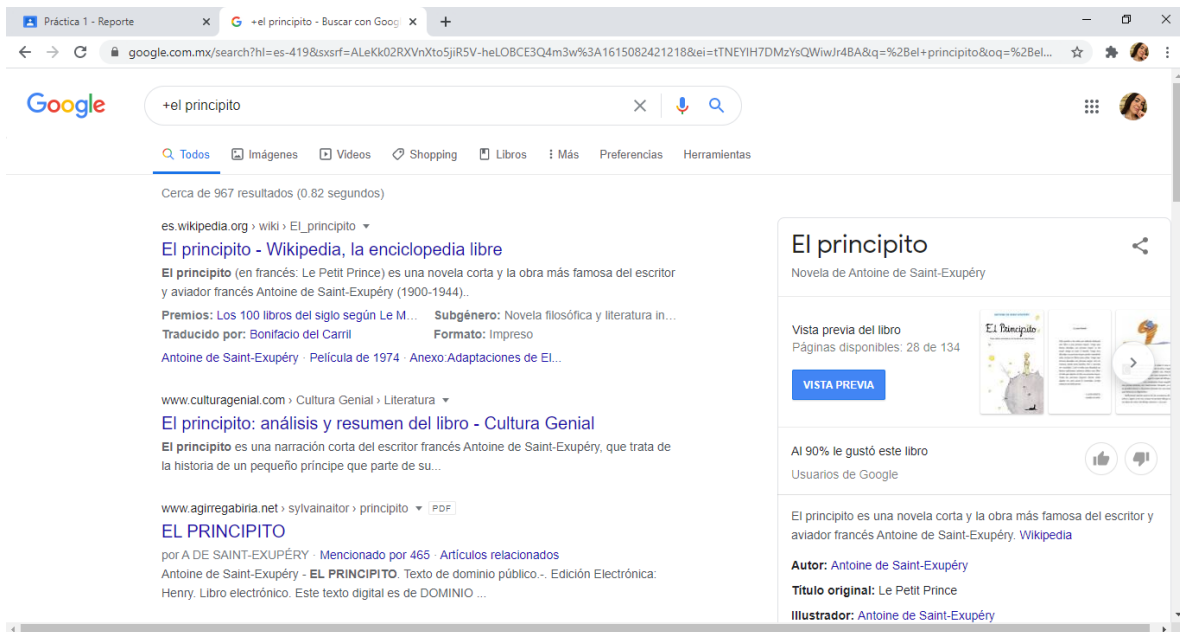 Práctica 1 - Reporte
+el principito - Buscar con Goog
google.com.mx/search?hl=es-419&sxsrf=ALeKk02RXVnXto5jiR5V-heLOBCE3Q4m3w%3A1615082421218&ei=tTNEYIH7DMzYsQWiwJr4BA&q=%2Bel+principito&oq=%2Bel...
Google
+el principito
Todos
Imágenes
Videos
Shopping
Libros
Más
Preferencias
Herramientas
Cerca de 967 resultados (0.82 segundos)
es.wikipedia.org › wiki › El_principito
El principito - Wikipedia, la enciclopedia libre
El principito (en francés: Le Petit Prince) es una novela corta y la obra más famosa del escritor
y aviador francés Antoine de Saint-Exupéry (1900-1944)..
Premios: Los 100 libros del siglo según Le M... Subgénero: Novela filosófica y literatura in...
Traducido por: Bonifacio del Carril Formato: Impreso
Antoine de Saint-Exupéry · Película de 1974 · Anexo:Adaptaciones de El...
www.culturagenial.com › Cultura Genial › Literatura
El principito: análisis y resumen del libro - Cultura Genial
El principito es una narración corta del escritor francés Antoine de Saint-Exupéry, que trata de
la historia de un pequeño príncipe que parte de su...
www.agirregabiria.net › sylvainaitor › principito PDF
EL PRINCIPITO
por A DE SAINT-EXUPÉRY · Mencionado por 465 · Artículos relacionados
Antoine de Saint-Exupéry - EL PRINCIPITO. Texto de dominio público.-. Edición Electrónica:
Henry. Libro electrónico. Este texto digital es de DOMINIO ...
El principito
Novela de Antoine de Saint-Exupéry
Vista previa del libro
Páginas disponibles: 28 de 134
VISTA PREVIA
El Principito
Al 90% le gustó este libro
Usuarios de Google
El principito es una novela corta y la obra más famosa del escritor y
aviador francés Antoine de Saint-Exupéry. Wikipedia
Autor: Antoine de Saint-Exupéry
Título original: Le Petit Prince
Illustrador: Antoine de Saint-Exupéry